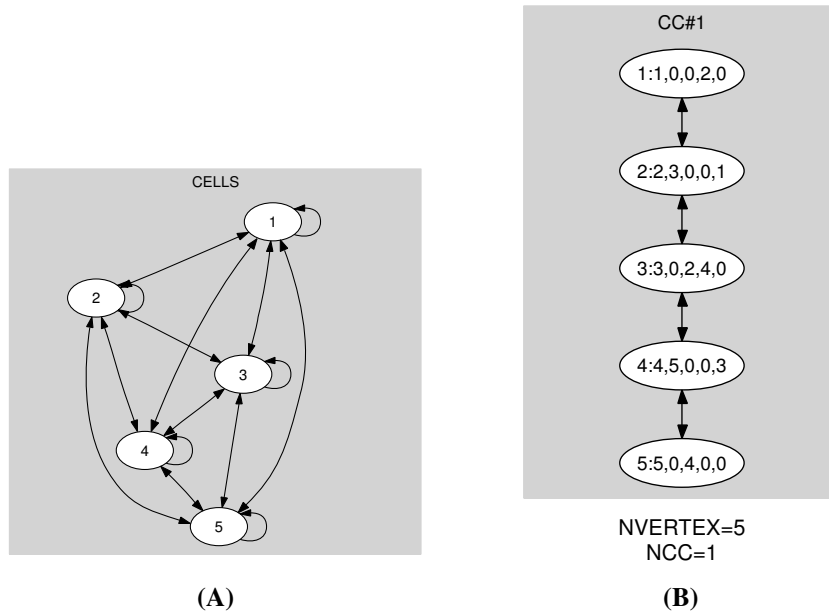 CELLS
1
2
3
4
5
(A)
CC#1
1:1,0,0,2,0
2:2,3,0,0,1
3:3,0,2,4,0
4:4,5,0,0,3
5:5,0,4,0,0
NVERTEX=5
NCC=1
(B)